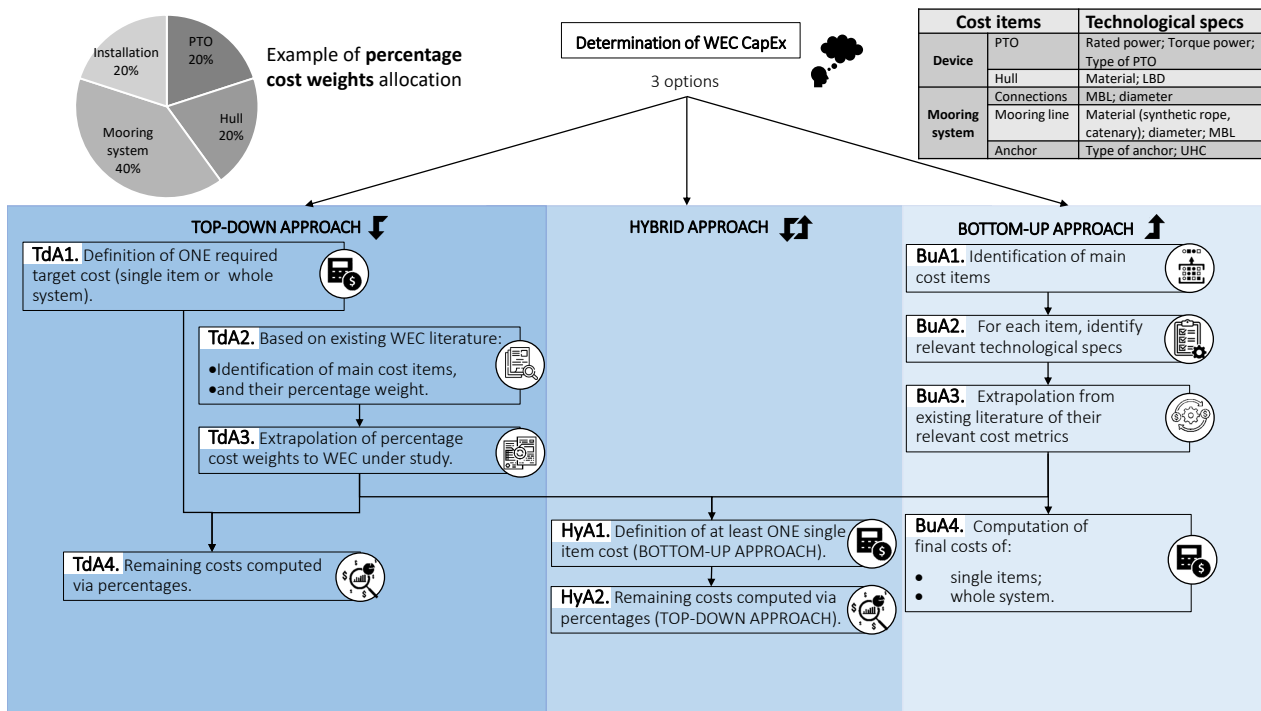 Installation
20%
PTO
20%
Hull
20%
Mooring
system
40%
Example of percentage
cost weights allocation
Determination of WEC CapEx
3 options
Cost items Technological specs
Device
PTO
Rated power; Torque power;
Type of PTO
Hull
Material; LBD
Mooring
system
Connections
MBL; diameter
Mooring line
Material (synthetic rope,
catenary); diameter; MBL
Anchor
Type of anchor; UHC
TOP-DOWN APPROACH
TdA1. Definition of ONE required
target cost (single item or whole
system).
TdA2. Based on existing WEC literature:
•Identification of main cost items,
•and their percentage weight.
TdA3. Extrapolation of percentage
cost weights to WEC under study.
TdA4. Remaining costs computed
via percentages.
HYBRID APPROACH
HyA1. Definition of at least ONE single
item cost (BOTTOM-UP APPROACH).
HyA2. Remaining costs computed via
percentages (TOP-DOWN APPROACH).
BOTTOM-UP APPROACH
BuA1. Identification of main
cost items
BuA2. For each item, identify
relevant technological specs
BuA3. Extrapolation from
existing literature of their
relevant cost metrics
BuA4. Computation of
final costs of:
• single items;
• whole system.